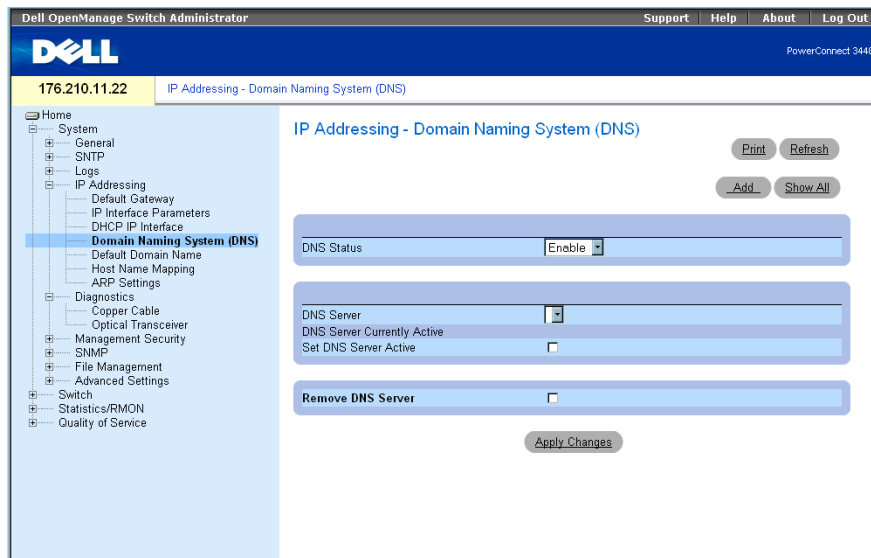 Dell OpenManage Switch Administrator
Support | Help | About | Log Out
DELL
PowerConnect 3448
176.210.11.22
IP Addressing - Domain Naming System (DNS)
Home
System
General
SNTP
Logs
IP Addressing
Default Gateway
IP Interface Parameters
DHCP IP Interface
Domain Naming System (DNS)
Default Domain Name
Host Name Mapping
ARP Settings
Diagnostics
Copper Cable
Optical Transceiver
Management Security
SNMP
File Management
Advanced Settings
Switch
Statistics/RMON
Quality of Service
IP Addressing - Domain Naming System (DNS)
Print
Refresh
Add
Show All
DNS Status
Enable
DNS Server
DNS Server Currently Active
Set DNS Server Active
Remove DNS Server
Apply Changes